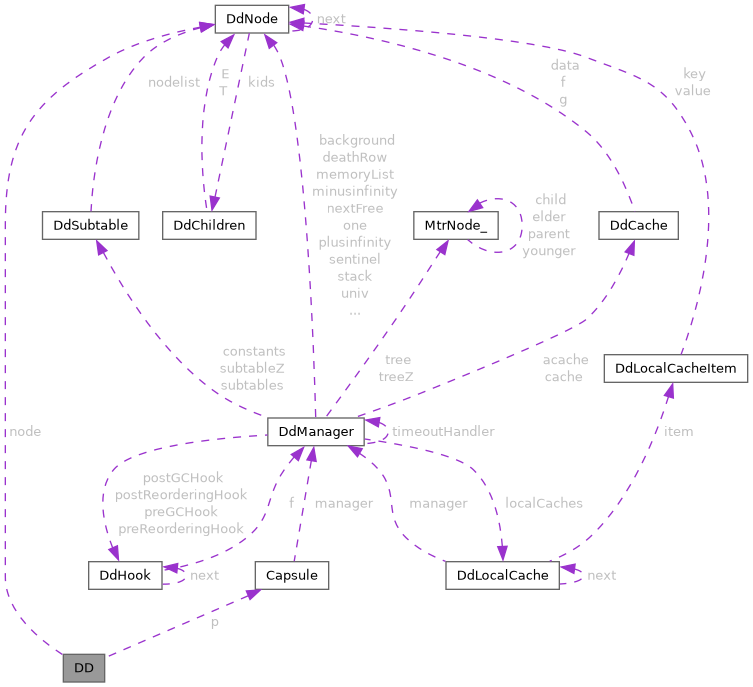 DdNode
next
data
f
g
key
value
nodelist
E
T
kids
background
deathRow
memoryList
minusinfinity
nextFree
one
plusinfinity
sentinel
stack
univ
...
child
elder
parent
younger
DdSubtable
DdChildren
MtrNode_
DdCache
constants
subtableZ
subtables
tree
treeZ
acache
cache
DdLocalCacheItem
node
DdManager
timeoutHandler
item
postGCHook
postReorderingHook
preGCHook
preReorderingHook
f
manager
manager
localCaches
DdHook
next
Capsule
DdLocalCache
next
p
DD